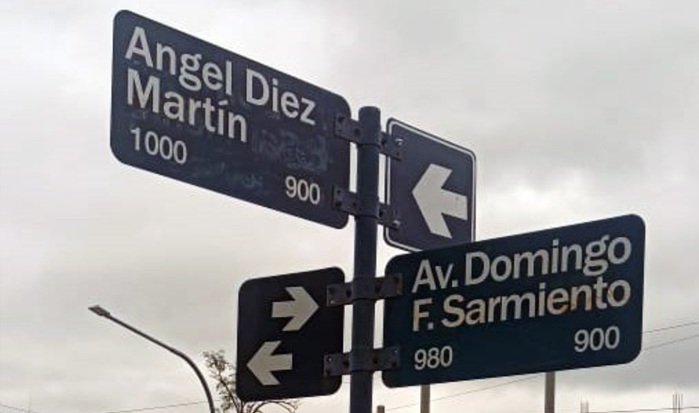 Angel Diez
Martín
1000 900
Av. Domingo
F. Sarmiento
980 900